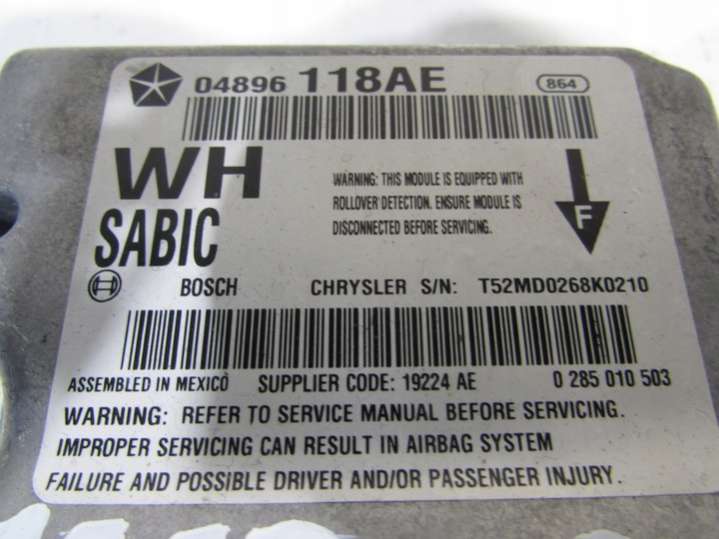 04896 118AE 864
WH
SABIC
WARNING: THIS MODULE IS EQUIPPED WITH
ROLLOVER DETECTION. ENSURE MODULE IS
DISCONNECTED BEFORE SERVICING.
F
BOSCH CHRYSLER S/N: T52MD0268K0210
ASSEMBLED IN MEXICO SUPPLIER CODE: 19224 AE 0 285 010 503
WARNING: REFER TO SERVICE MANUAL BEFORE SERVICING.
IMPROPER SERVICING CAN RESULT IN AIRBAG SYSTEM
FAILURE AND POSSIBLE DRIVER AND/OR PASSENGER INJURY.